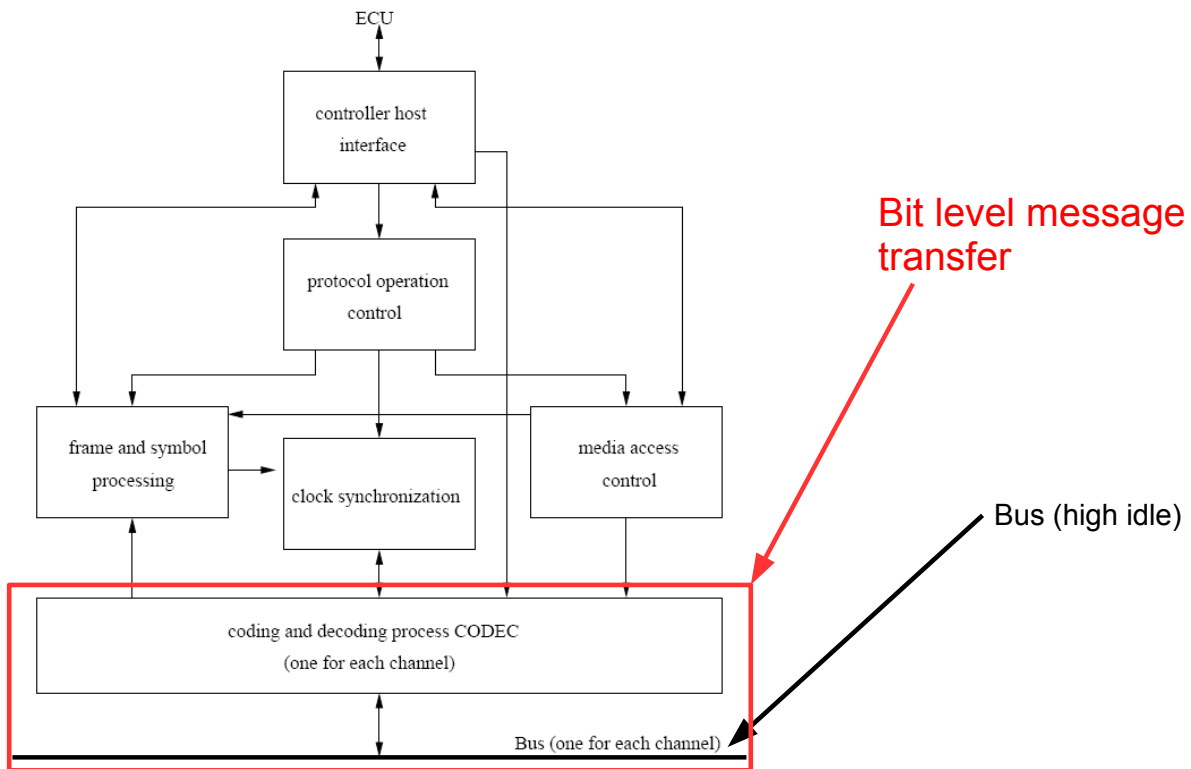 ECU
controller host
interface
Bit level message
transfer
protocol operation
control
frame and symbol
processing
clock synchronization
media access
control
Bus (high idle)
coding and decoding process CODEC
(one for each channel)
Bus (one for each channel)